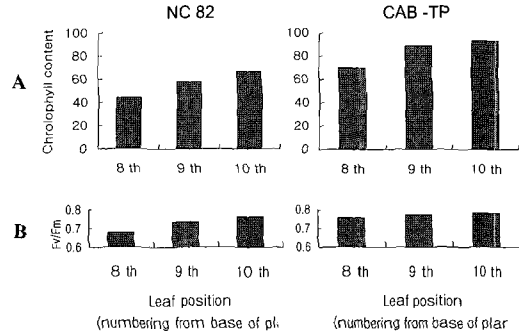 NC 82
CAB -TP
A
Chrolophyll content
100
80
60
40
20
0
8 th
9 th
10 th
100
80
60
40
20
0
8 th
9 th
10 th
B
Fv/Fm
0.8
0.7
0.6
8 th
9 th
10 th
0.8
0.7
0.6
8 th
9 th
10 th
Leaf position
(numbering from base of pl
Leaf position
(numbering from base of plar